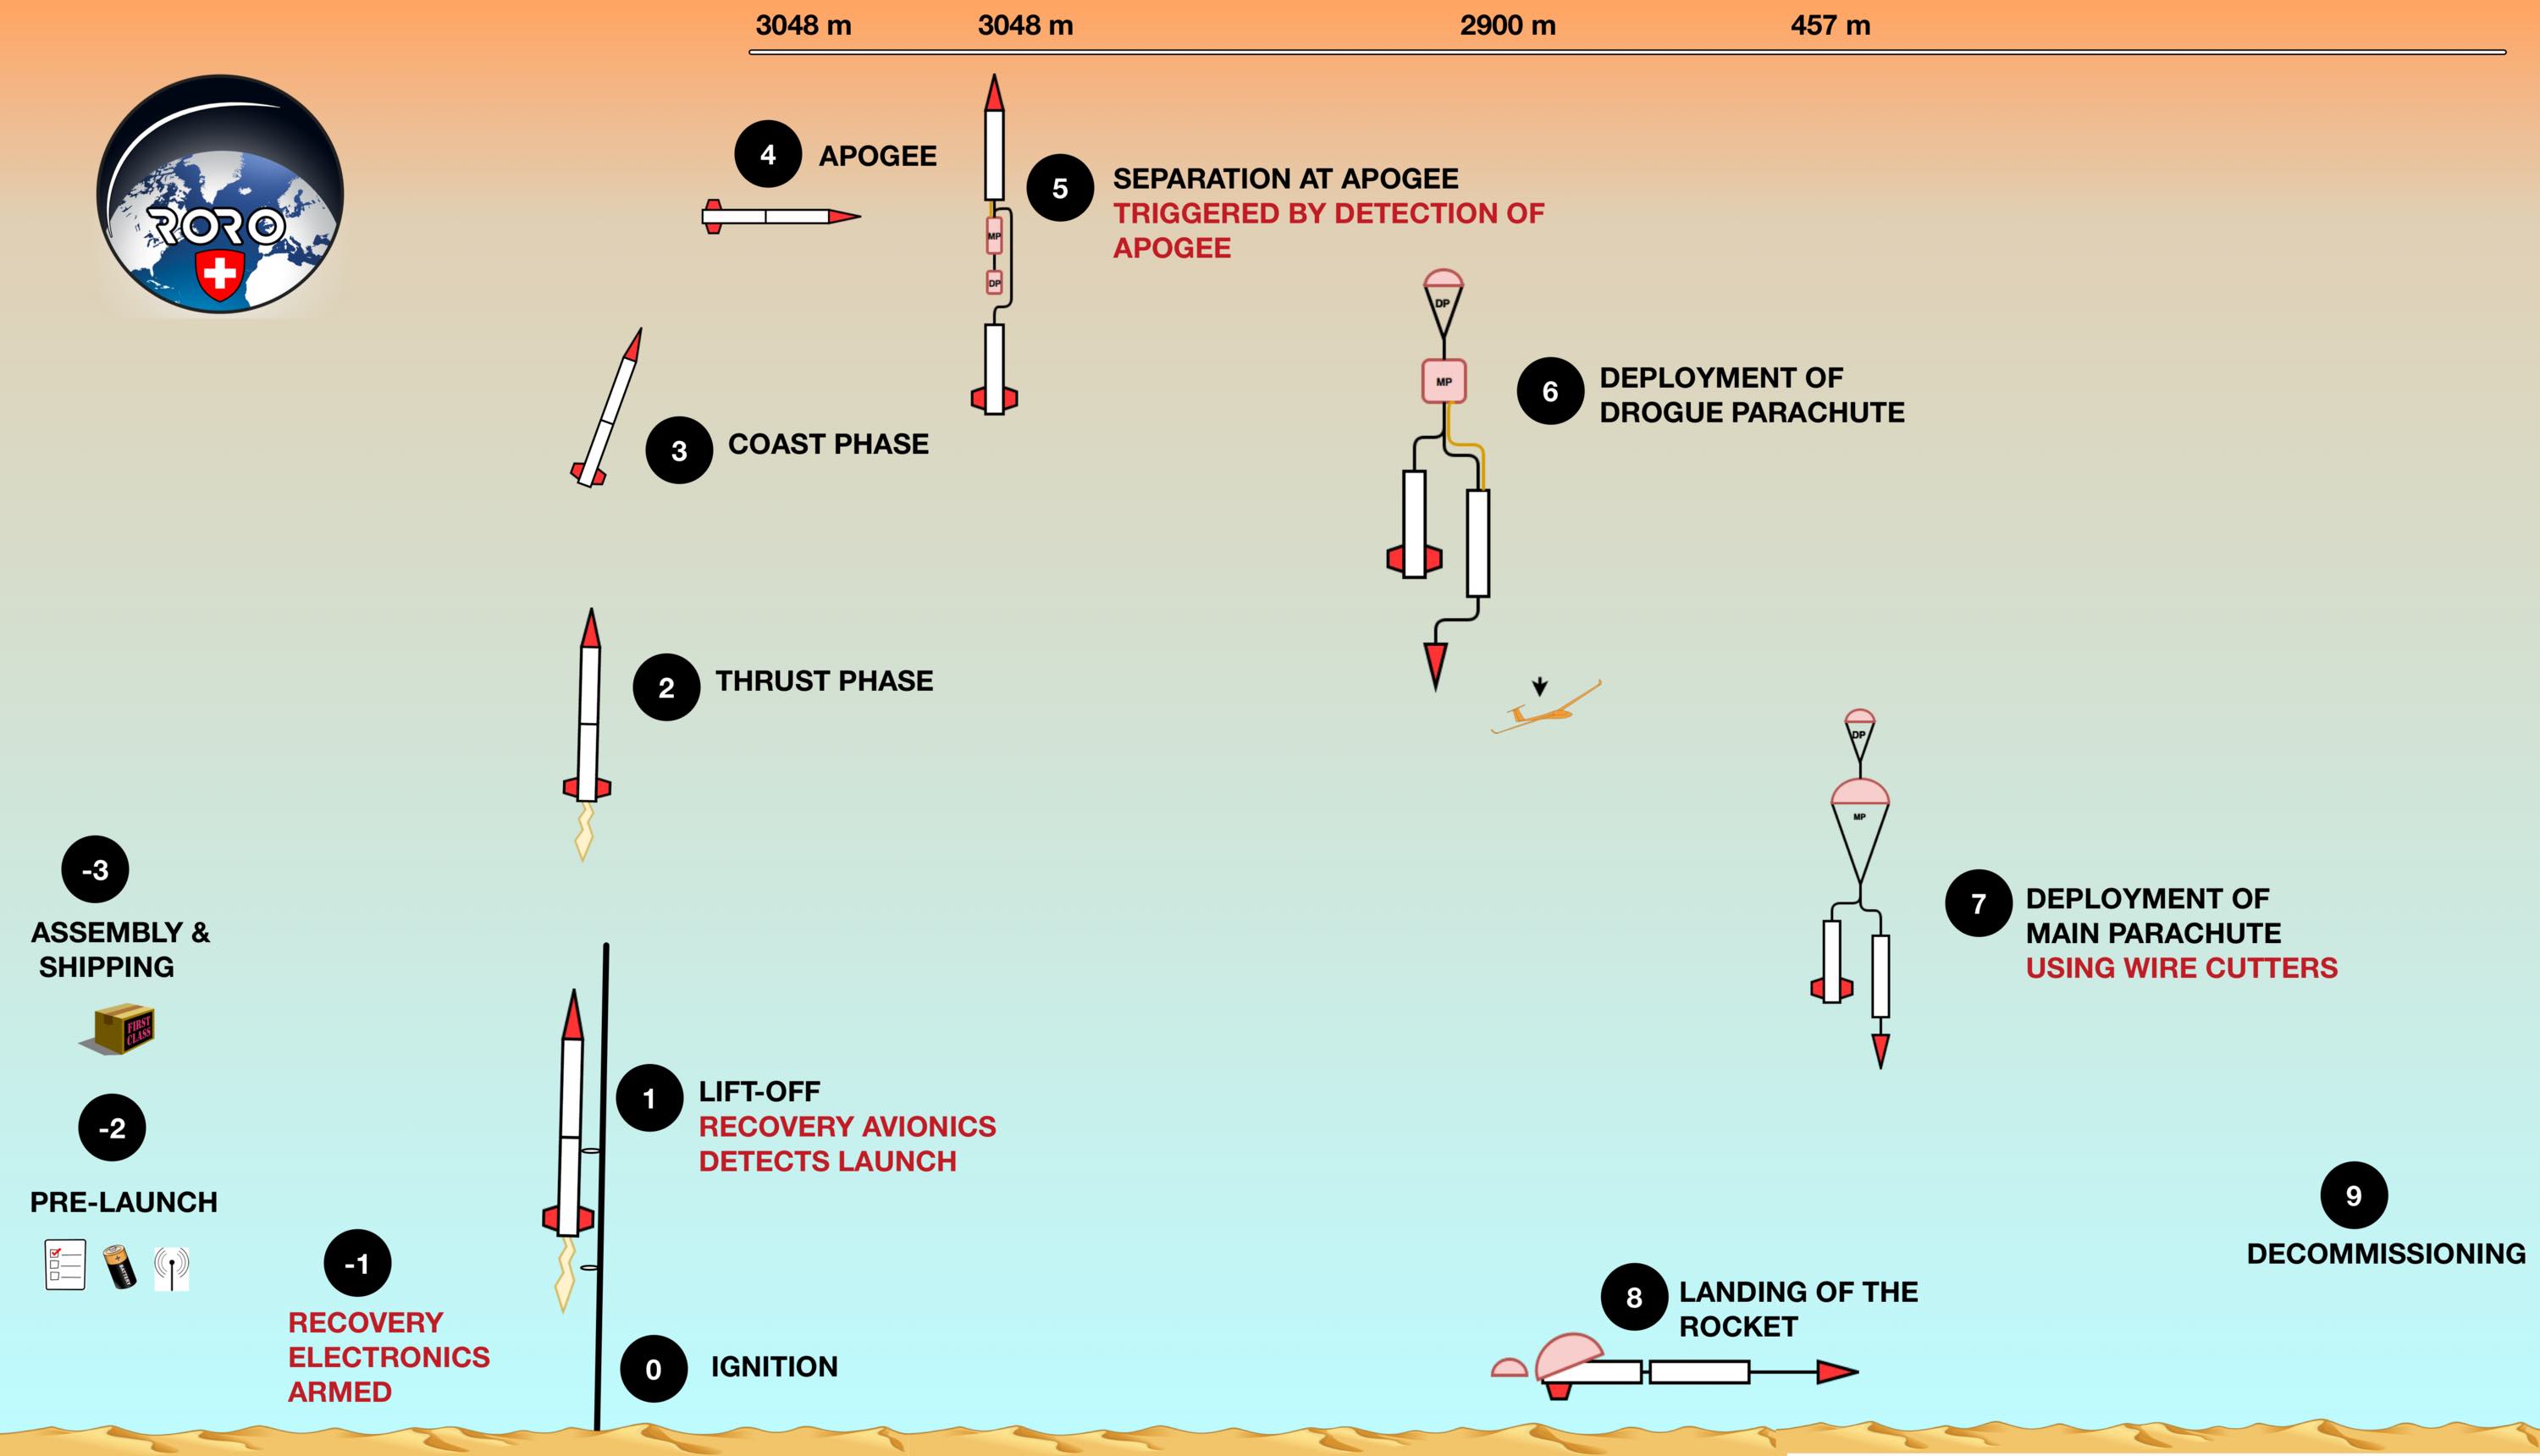 3048 m
3048 m
2900 m
457 m
RORO
4
APOGEE
5
SEPARATION AT APOGEE
TRIGGERED BY DETECTION OF
APOGEE
MP
DP
DP
MP
6
DEPLOYMENT OF
DROGUE PARACHUTE
3
COAST PHASE
2
THRUST PHASE
DP
MP
7
DEPLOYMENT OF
MAIN PARACHUTE
USING WIRE CUTTERS
-3
ASSEMBLY &
SHIPPING
FIRST
CLASS
-2
PRE-LAUNCH
BATTERY
-1
RECOVERY
ELECTRONICS
ARMED
1
LIFT-OFF
RECOVERY AVIONICS
DETECTS LAUNCH
0
IGNITION
8
LANDING OF THE
ROCKET
9
DECOMMISSIONING